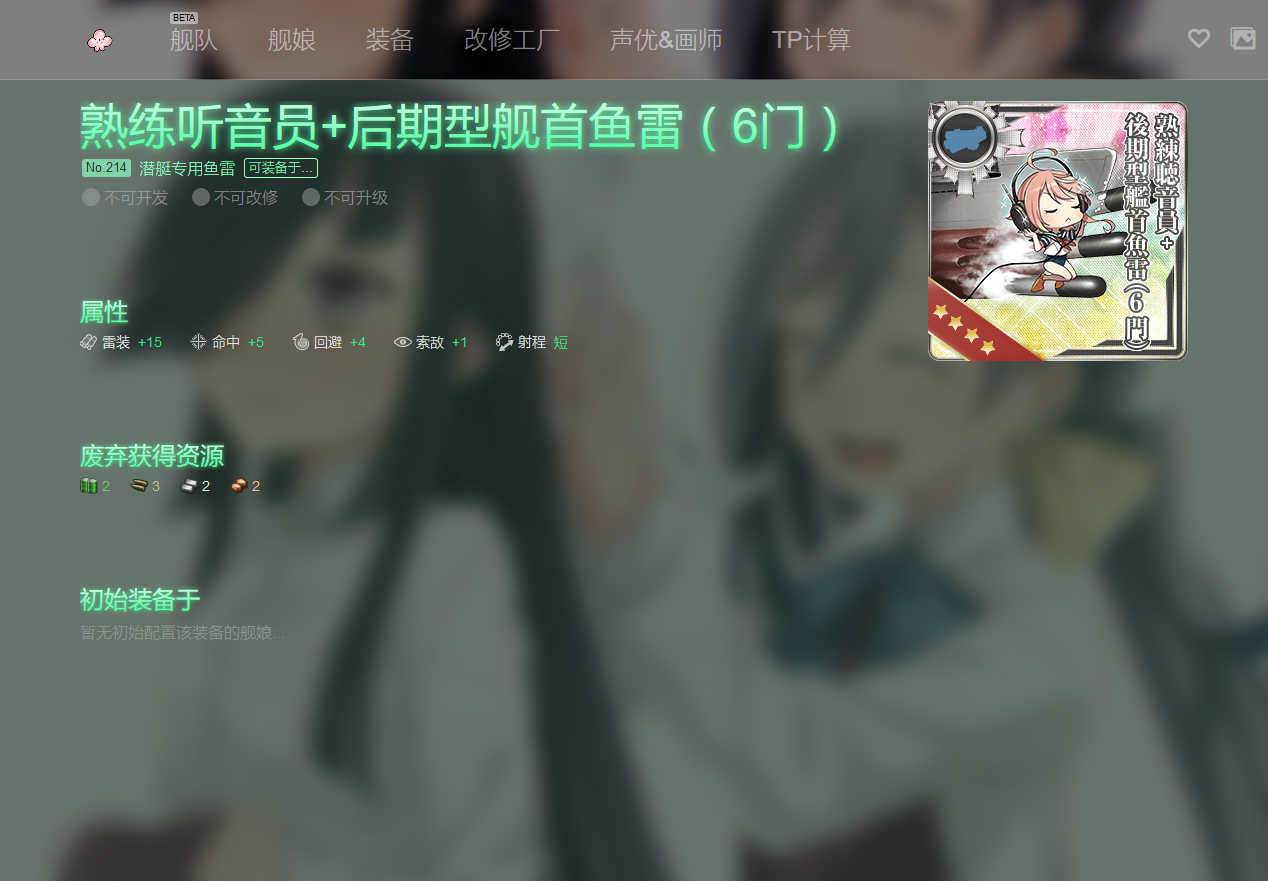 BETA
舰队 舰娘 装备 改修工厂 声优&画师 TP计算
熟练听音员+后期型舰首鱼雷（6门）
No.214 潜艇专用鱼雷 可装备于...
不可开发 不可改修 不可升级
熟練聴音員+
後期型艦首魚雷(6門)
属性
雷装 +15 命中 +5 回避 +4 索敌 +1 射程 短
废弃获得资源
2 3 2 2
初始装备于
暂无初始配置该装备的舰娘...